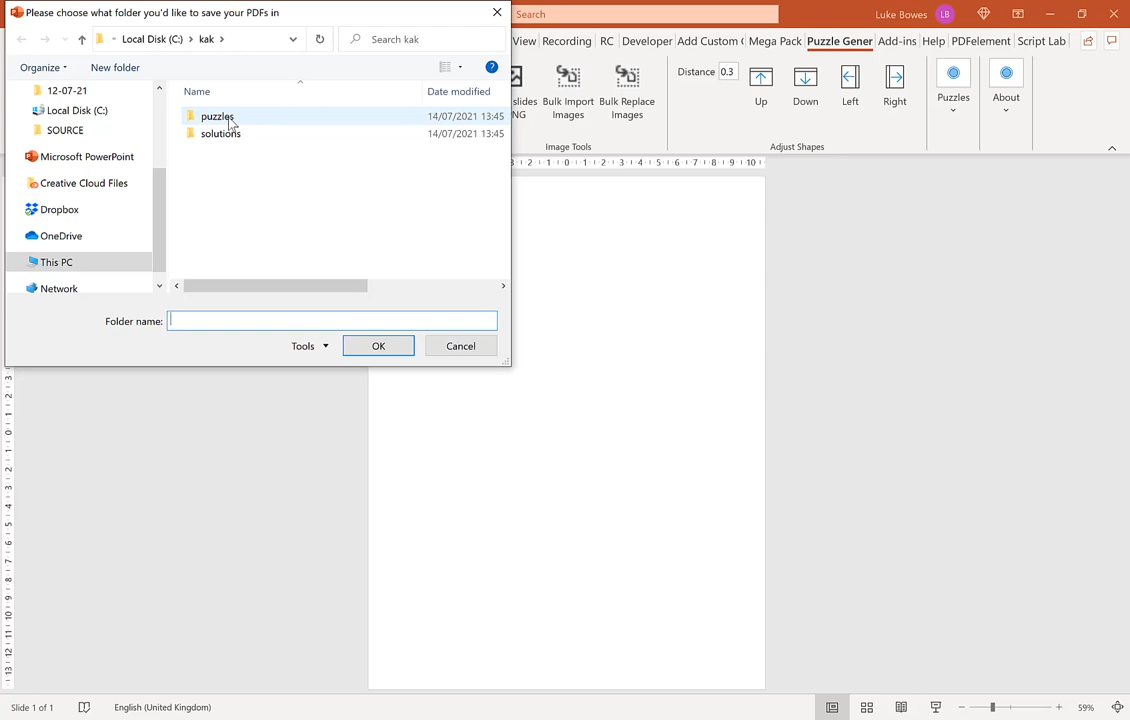 Please choose what folder you'd like to save your PDFs in
Search
Luke Bowes LB
Local Disk (C:) › kak ›
Search kak
View Recording RC Developer Add Custom ( Mega Pack Puzzle Gener Add-ins Help PDFelement Script Lab
Organize
New folder
Name
Date modified
12-07-21
Local Disk (C:)
SOURCE
Microsoft PowerPoint
Creative Cloud Files
Dropbox
OneDrive
This PC
Network
puzzles 14/07/2021 13:45
solutions 14/07/2021 13:45
Folder name:
Tools
OK
Cancel
slides
NG
Bulk Import
Images
Bulk Replace
Images
Image Tools
Distance 0.3
Up
Down
Left
Right
Adjust Shapes
Puzzles
About
Slide 1 of 1
English (United Kingdom)
59%